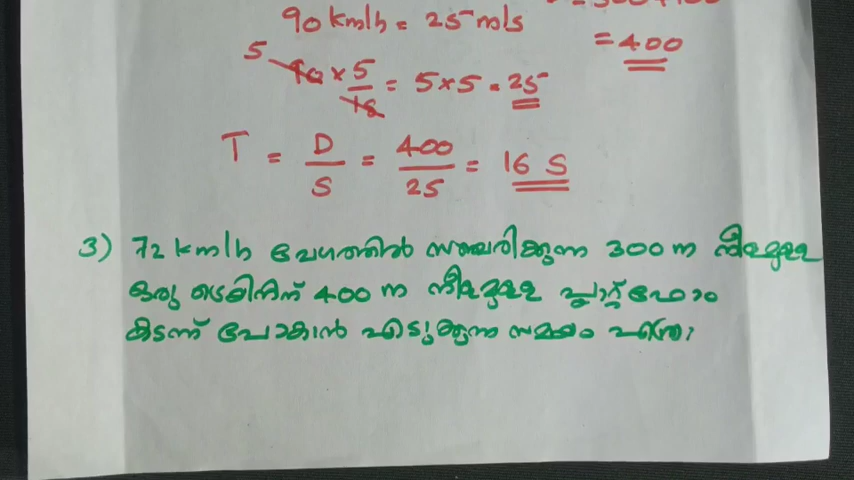 90 km/h = 25 m/s
= 400
5
90 × 5/18 = 5 × 5 = 25
T = D/S = 400/25 = 16 S
3) 72 km/h വേഗത്തിൽ സഞ്ചരിക്കുന്ന 300 m നീളമുള്ള
ഒരു ട്രെയിനിന് 400 m നീളമുള്ള പ്ലാറ്റ്ഫോം
കടന്ന് പോകാൻ എടുക്കുന്ന സമയം എത്ര?